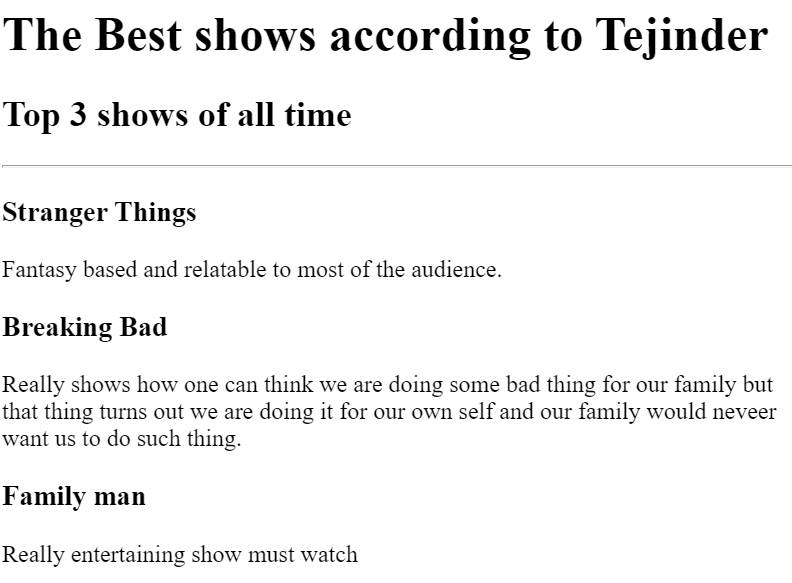 The Best shows according to Tejinder
Top 3 shows of all time
Stranger Things
Fantasy based and relatable to most of the audience.
Breaking Bad
Really shows how one can think we are doing some bad thing for our family but
that thing turns out we are doing it for our own self and our family would neveer
want us to do such thing.
Family man
Really entertaining show must watch